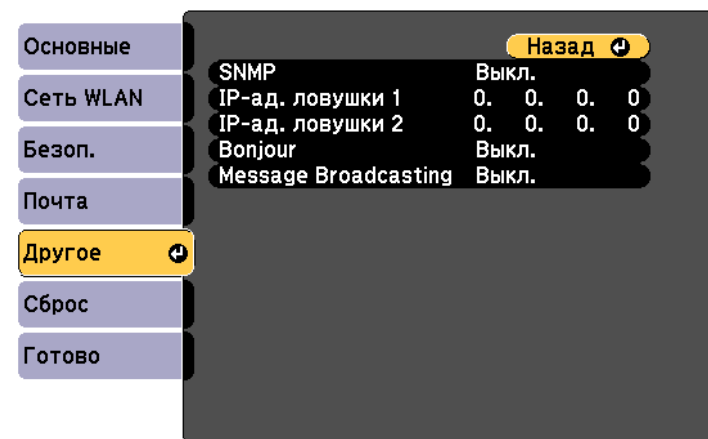 Основные
Сеть WLAN
Безоп.
Почта
Другое
Сброс
Готово
Назад
SNMP Выкл.
IP-ад. ловушки 1 0. 0. 0. 0
IP-ад. ловушки 2 0. 0. 0. 0
Bonjour Выкл.
Message Broadcasting Выкл.